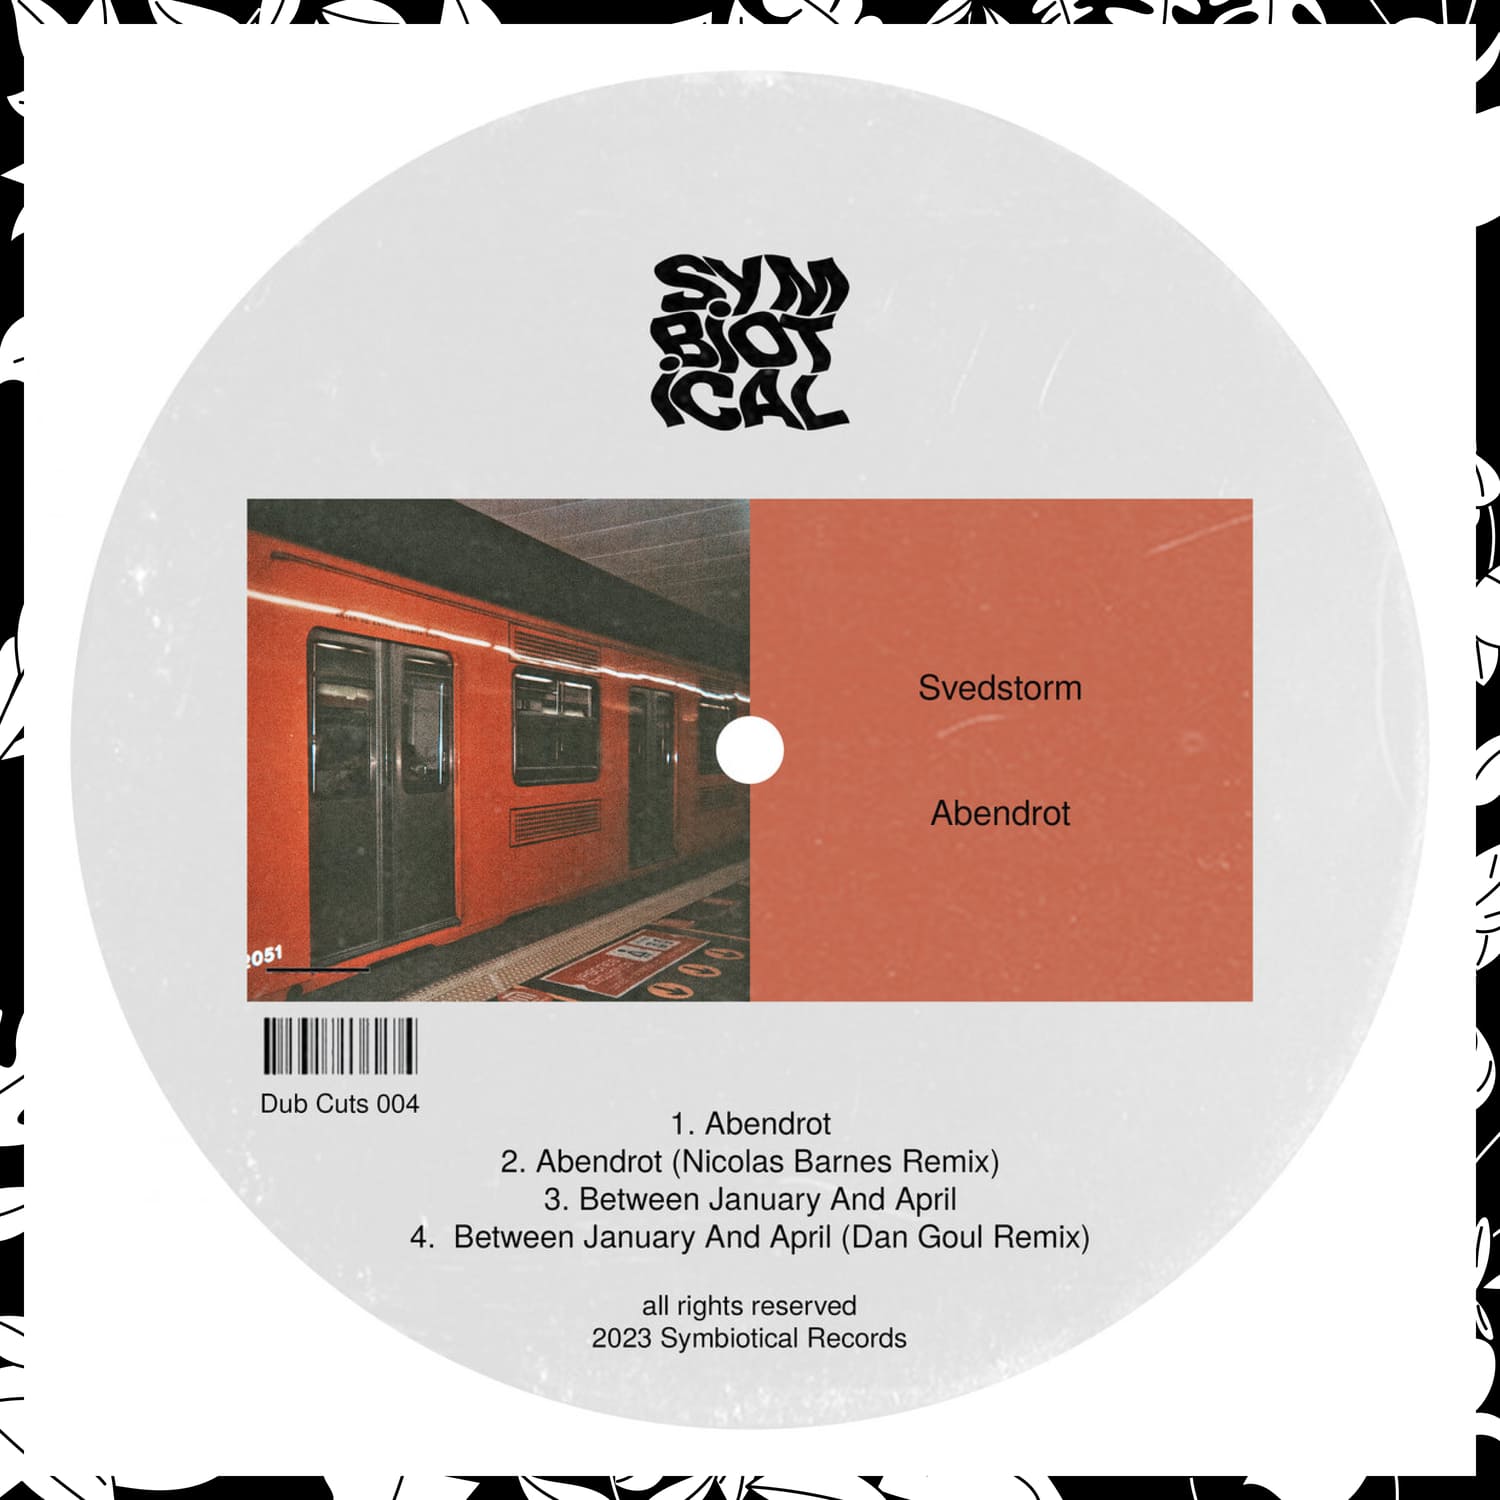 SYM
BiOT
iCAL
Svedstorm
Abendrot
2051
Dub Cuts 004
1. Abendrot
2. Abendrot (Nicolas Barnes Remix)
3. Between January And April
4.  Between January And April (Dan Goul Remix)
all rights reserved
2023 Symbiotical Records